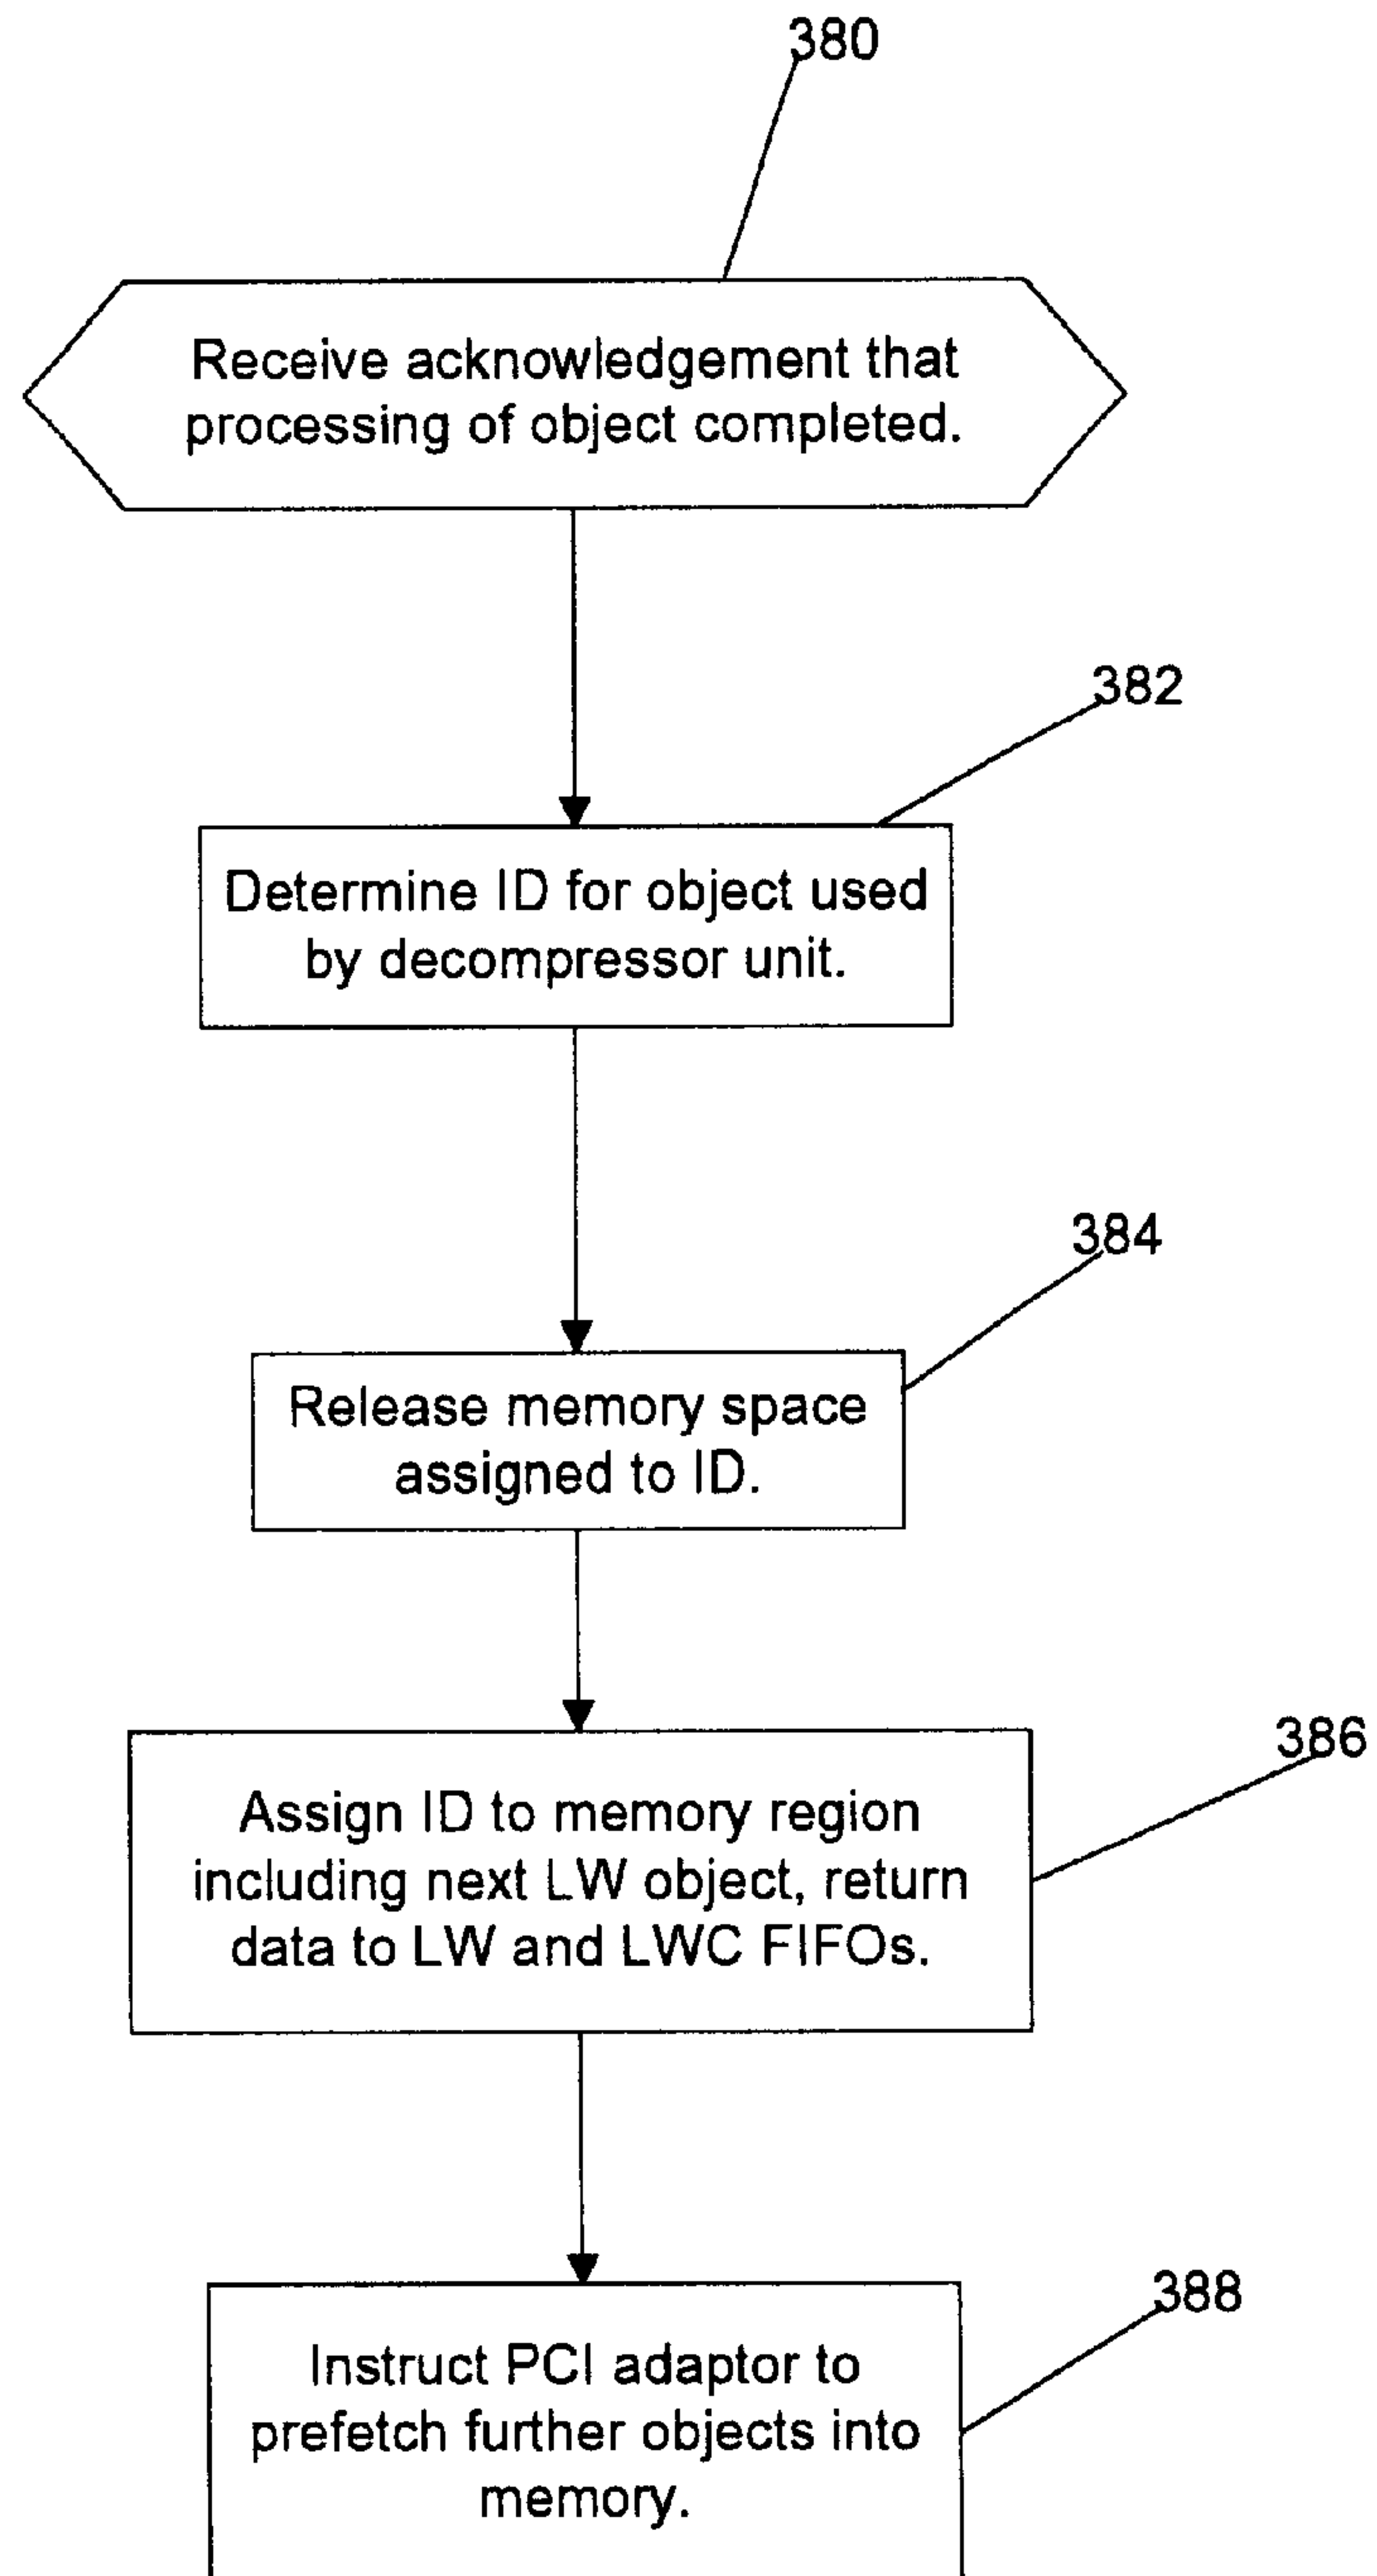 380
Receive acknowledgement that
processing of object completed.
382
Determine ID for object used
by decompressor unit.
384
Release memory space
assigned to ID.
386
Assign ID to memory region
including next LW object, return
data to LW and LWC FIFOs.
388
Instruct PCI adaptor to
prefetch further objects into
memory.